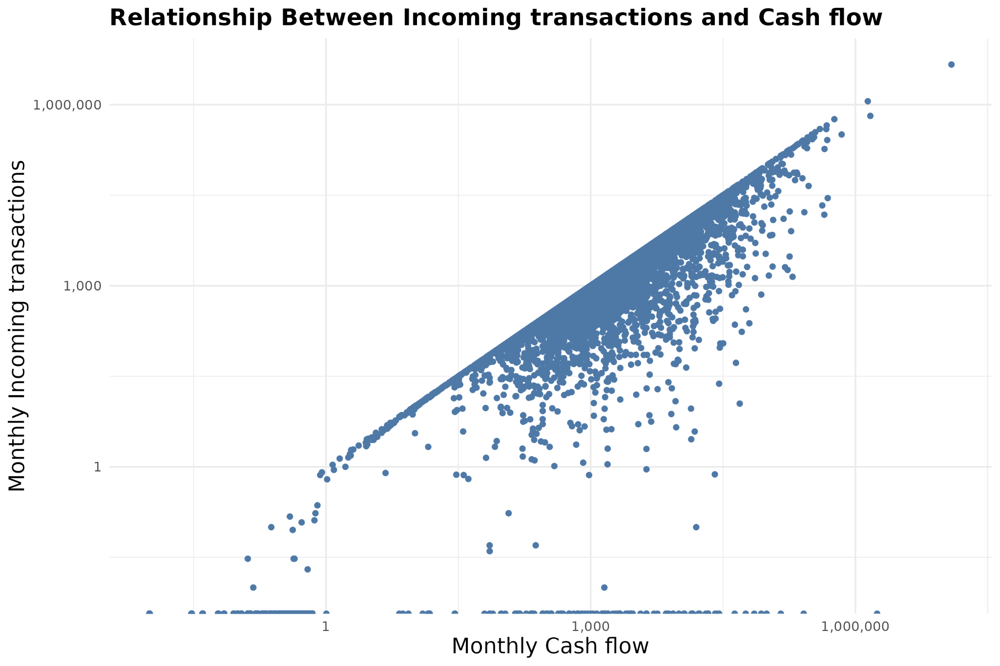 Relationship Between Incoming transactions and Cash flow
Monthly Incoming transactions
1,000,000
1,000
1
1
1,000
1,000,000
Monthly Cash flow